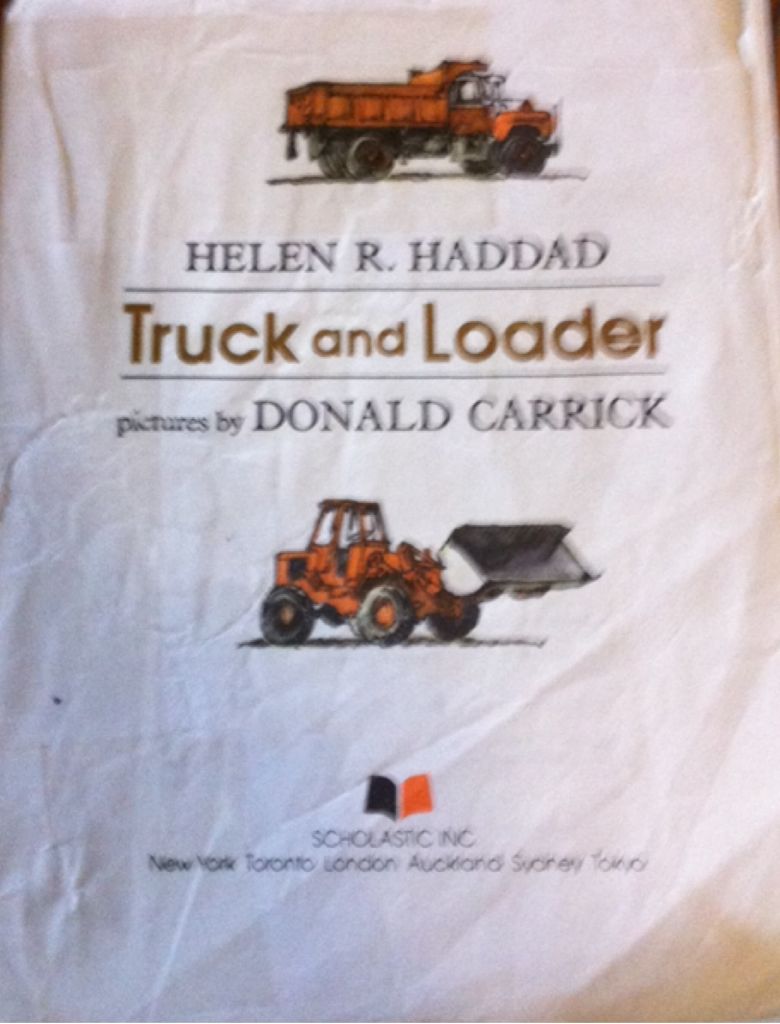 HELEN R. HADDAD
Truck and Loader
pictures by DONALD CARRICK
SCHOLASTIC INC.
New York Toronto London Auckland Sydney Tokyo